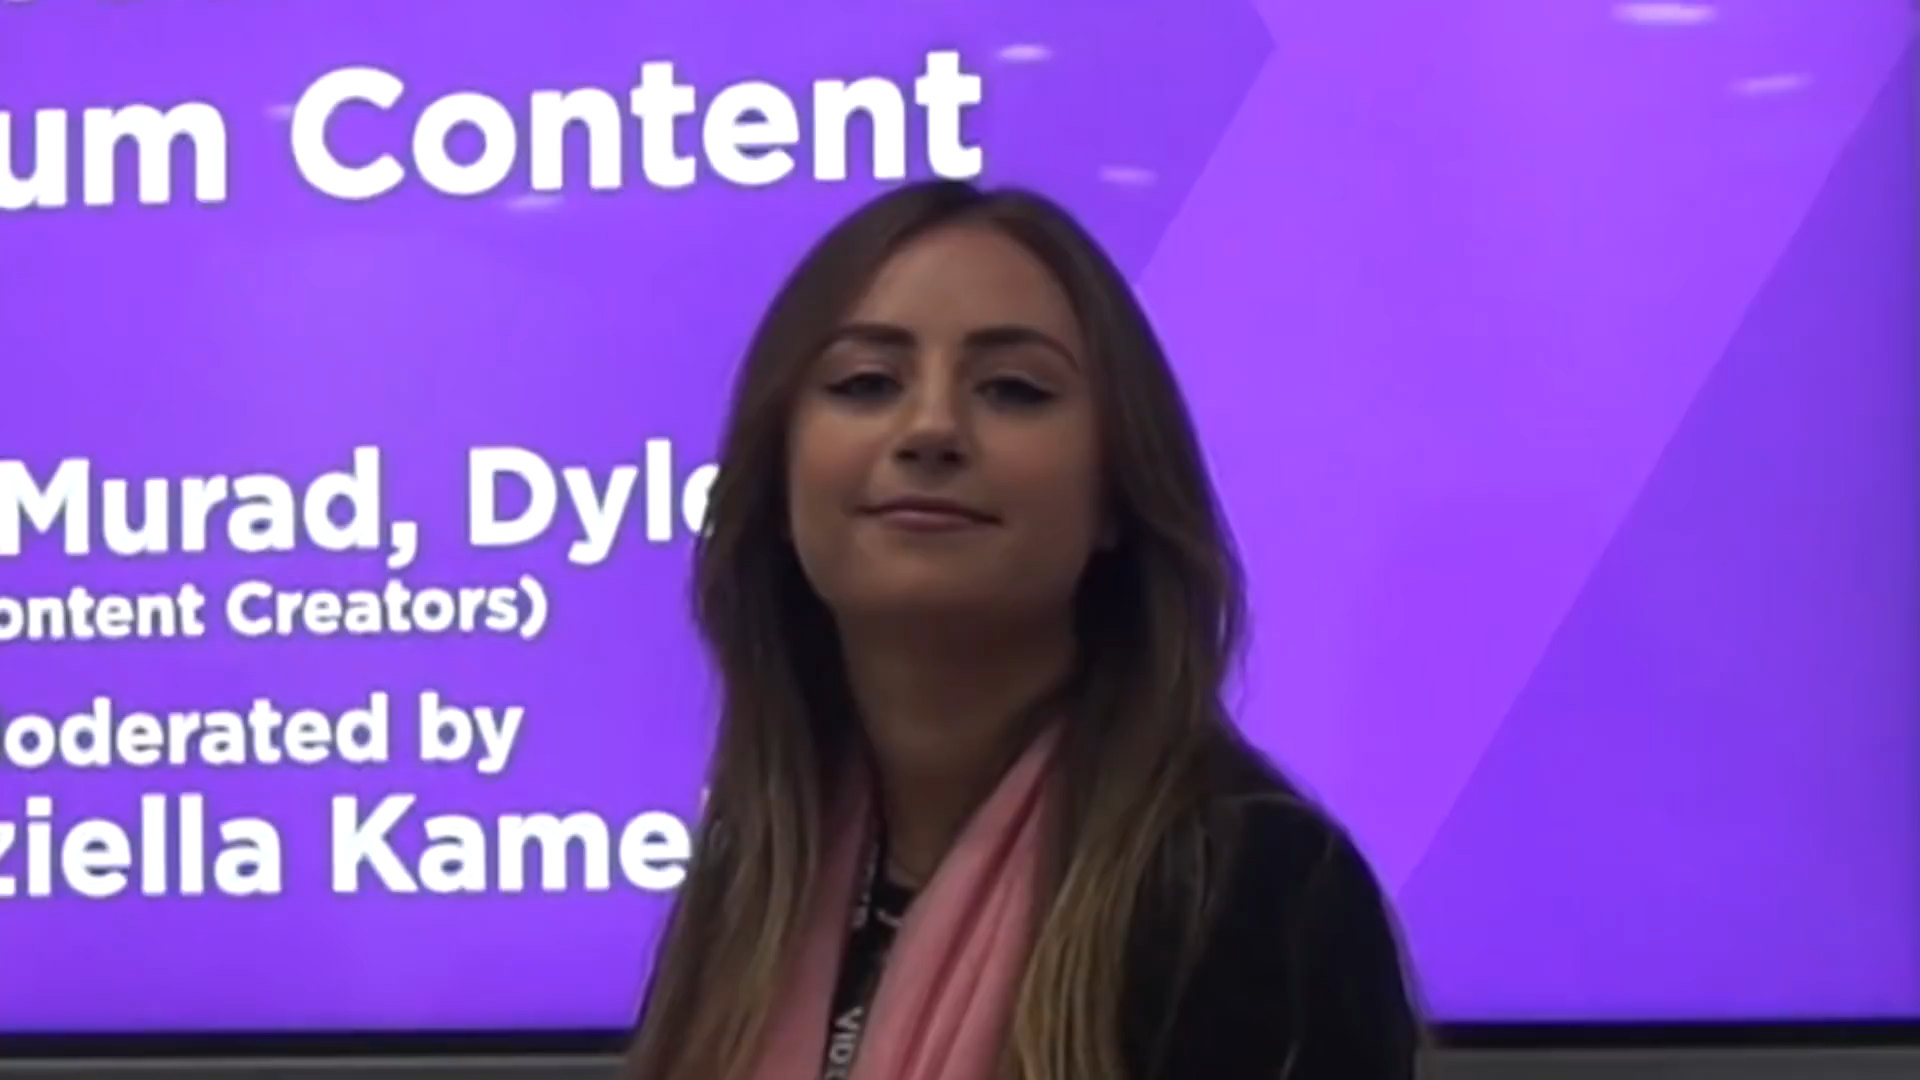 um Content
Murad, Dyl
ontent Creators)
oderated by
ziella Kame